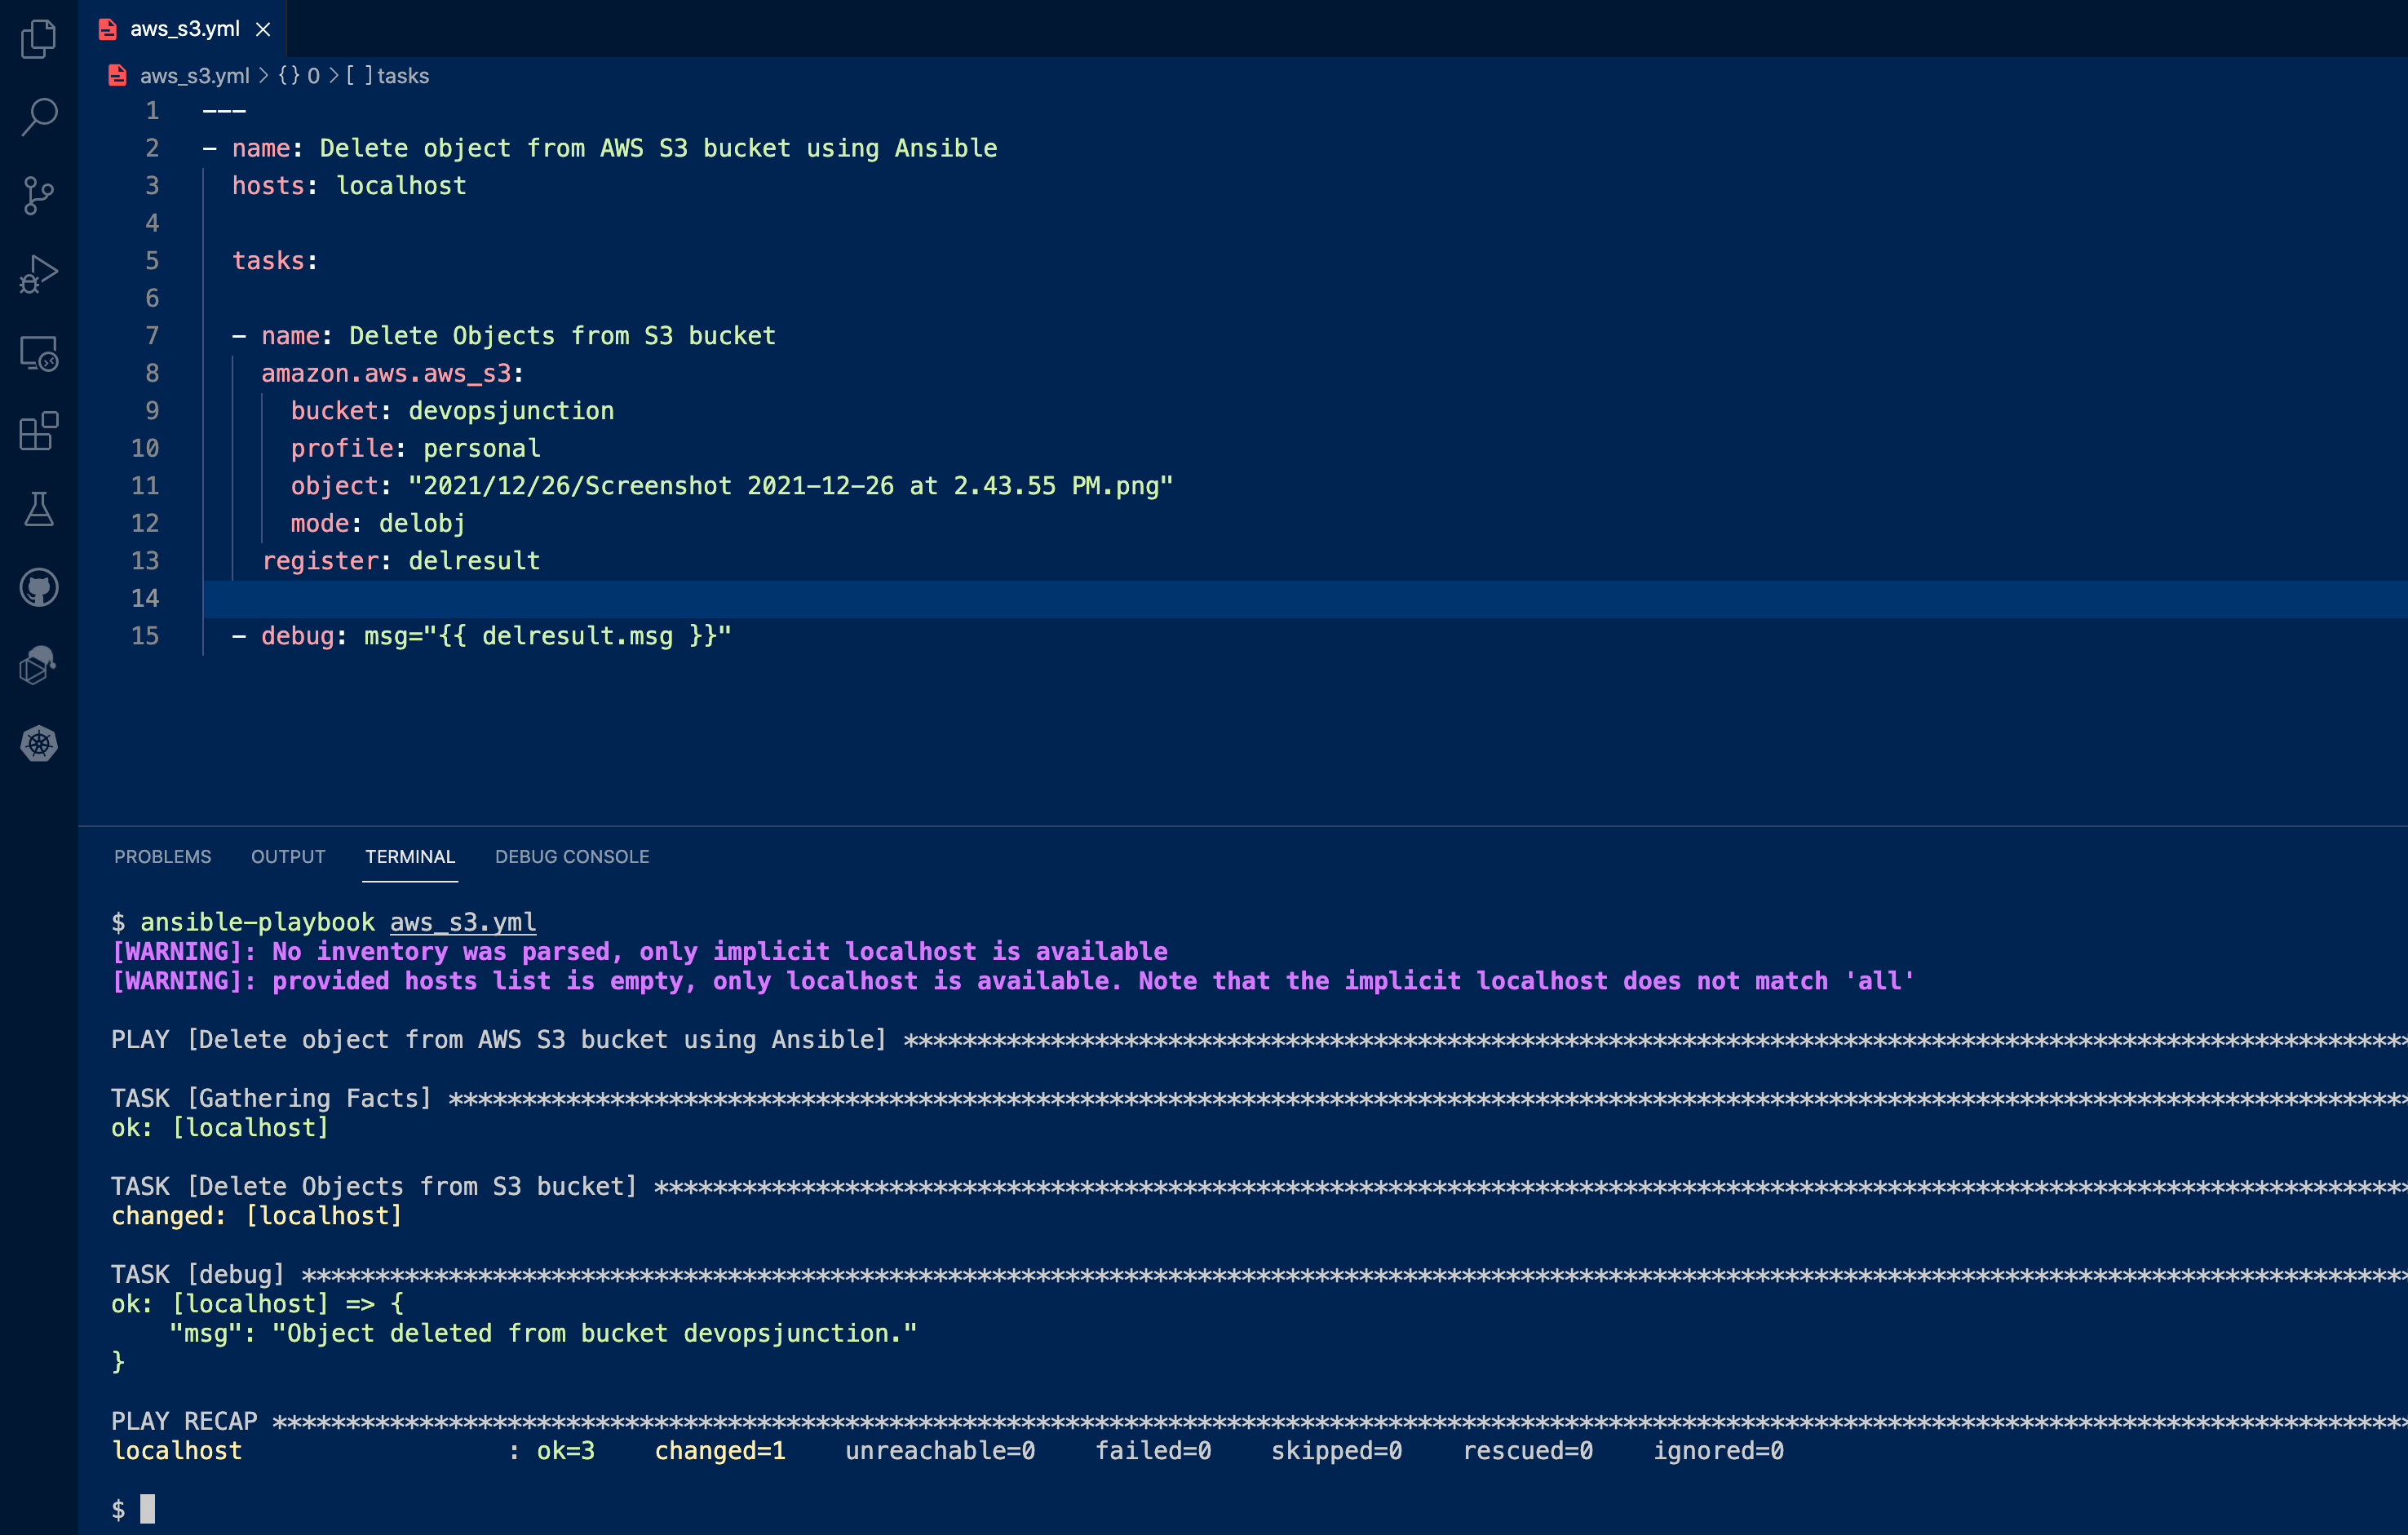 aws_s3.yml
aws_s3.yml > {} 0 > [ ] tasks
1 ---
2 - name: Delete object from AWS S3 bucket using Ansible
3   hosts: localhost
4
5   tasks:
6
7   - name: Delete Objects from S3 bucket
8     amazon.aws.aws_s3:
9       bucket: devopsjunction
10       profile: personal
11       object: "2021/12/26/Screenshot 2021-12-26 at 2.43.55 PM.png"
12       mode: delobj
13     register: delresult
14
15   - debug: msg="{{ delresult.msg }}"
PROBLEMS OUTPUT TERMINAL DEBUG CONSOLE
$ ansible-playbook aws_s3.yml
[WARNING]: No inventory was parsed, only implicit localhost is available
[WARNING]: provided hosts list is empty, only localhost is available. Note that the implicit localhost does not match 'all'
PLAY [Delete object from AWS S3 bucket using Ansible] *******************************************************************************************************
TASK [Gathering Facts] **************************************************************************************************************************************
ok: [localhost]
TASK [Delete Objects from S3 bucket] ************************************************************************************************************************
changed: [localhost]
TASK [debug] ************************************************************************************************************************************************
ok: [localhost] => {
    "msg": "Object deleted from bucket devopsjunction."
}
PLAY RECAP **************************************************************************************************************************************************
localhost                  : ok=3    changed=1    unreachable=0    failed=0    skipped=0    rescued=0    ignored=0
$